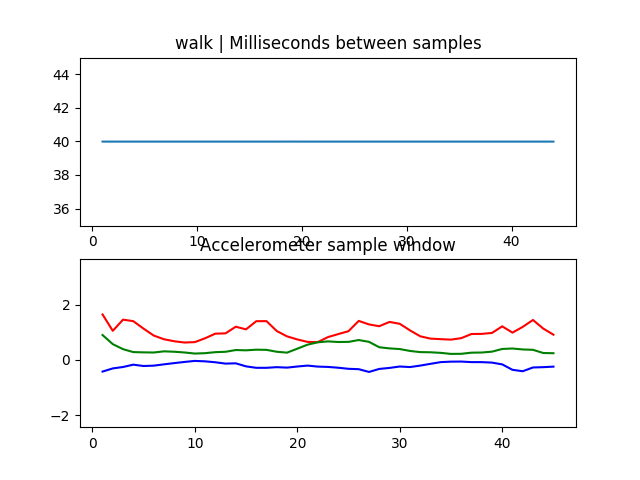 walk | Milliseconds between samples
44
42
40
38
36
0 10 20 30 40
Accelerometer sample window
2
0
−2
0 10 20 30 40